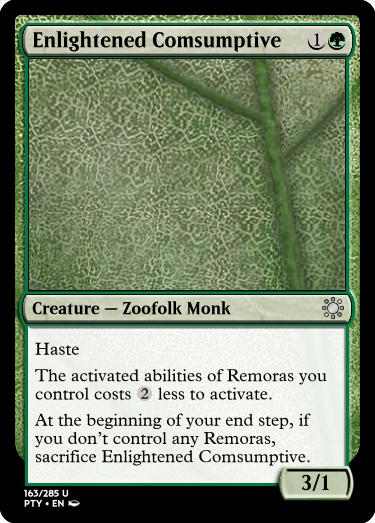 Enlightened Comsumptive 1
Creature — Zoofolk Monk
Haste
The activated abilities of Remoras you
control costs 2 less to activate.
At the beginning of your end step, if
you don't control any Remoras,
sacrifice Enlightened Comsumptive.
3/1
163/285 U
PTY • EN